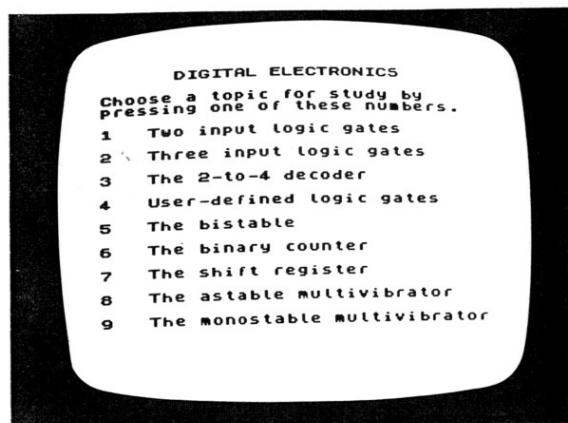 DIGITAL ELECTRONICS
Choose a topic for study by
pressing one of these numbers.
1 Two input logic gates
2 Three input logic gates
3 The 2-to-4 decoder
4 User-defined logic gates
5 The bistable
6 The binary counter
7 The shift register
8 The astable multivibrator
9 The monostable multivibrator